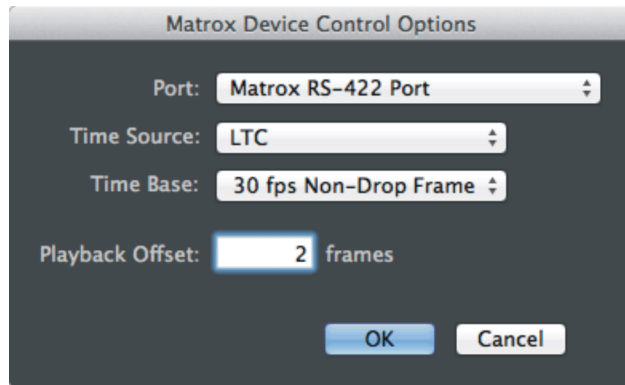 Matrox Device Control Options
Port: Matrox RS-422 Port
Time Source: LTC
Time Base: 30 fps Non-Drop Frame
Playback Offset: 2 frames
OK Cancel